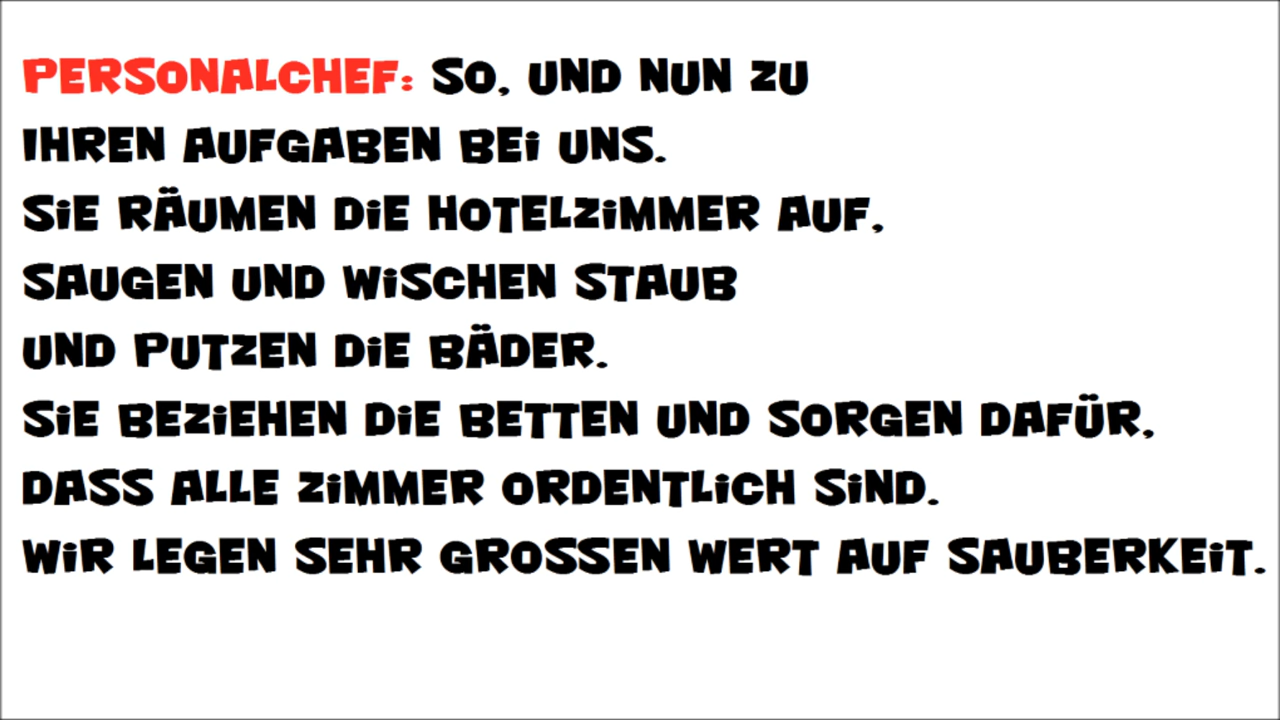 PERSONALCHEF: SO, UND NUN ZU
IHREN AUFGABEN BEI UNS.
SIE RÄUMEN DIE HOTELZIMMER AUF,
SAUGEN UND WISCHEN STAUB
UND PUTZEN DIE BÄDER.
SIE BEZIEHEN DIE BETTEN UND SORGEN DAFÜR,
DASS ALLE ZIMMER ORDENTLICH SIND.
WIR LEGEN SEHR GROSSEN WERT AUF SAUBERKEIT.